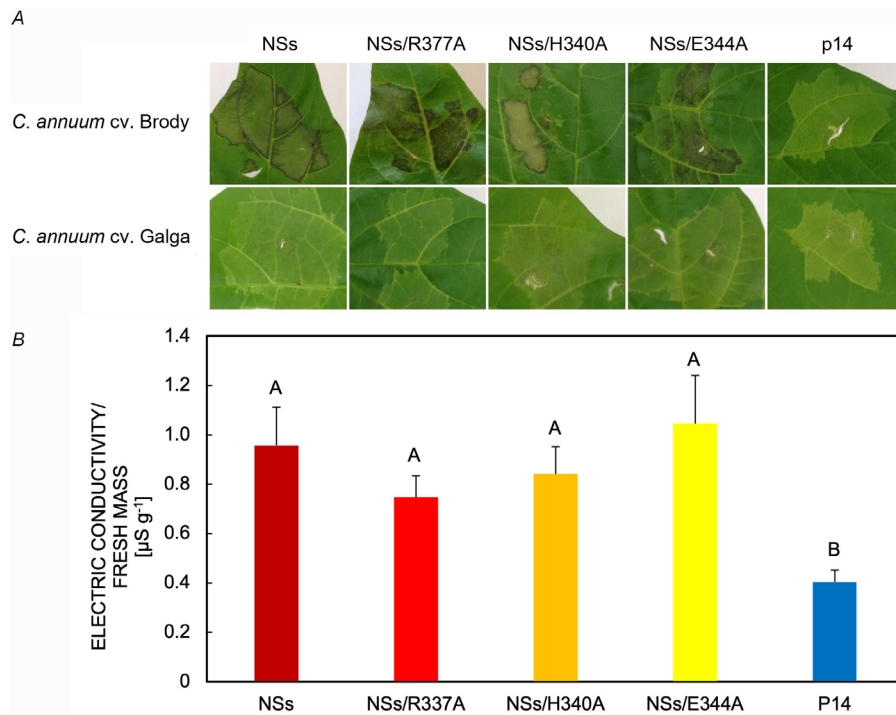 A
NSs NSs/R377A NSs/H340A NSs/E344A p14
C. annuum cv. Brody
C. annuum cv. Galga
B
ELECTRIC CONDUCTIVITY/
FRESH MASS
[µS g-1]
1.4
1.2
1.0
0.8
0.6
0.4
0.2
0
A
A
A
A
B
NSs NSs/R337A NSs/H340A NSs/E344A P14